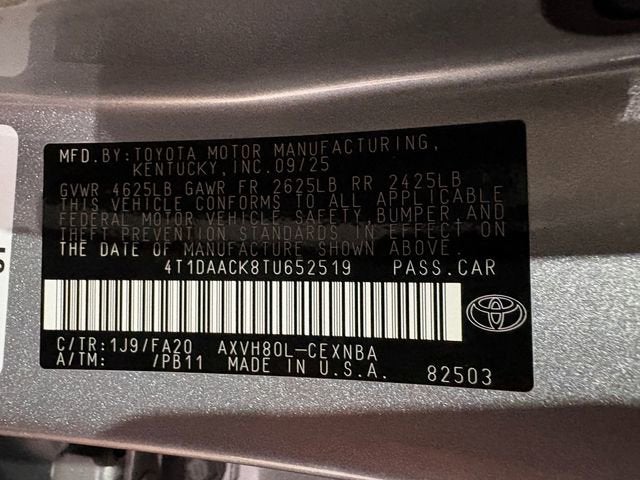 MFD.BY:TOYOTA MOTOR MANUFACTURING,
KENTUCKY, INC.09/25
GVWR 4625LB GAWR FR 2625LB RR 2425LB
THIS VEHICLE CONFORMS TO ALL APPLICABLE
FEDERAL MOTOR VEHICLE SAFETY, BUMPER, AND
THEFT PREVENTION STANDARDS IN EFFECT ON
THE DATE OF MANUFACTURE SHOWN ABOVE.
4T1DAACK8TU652519 PASS.CAR
C/TR:1J9/FA20 AXVH80L-CEXNBA
A/TM: /PB11 MADE IN U.S.A. 82503